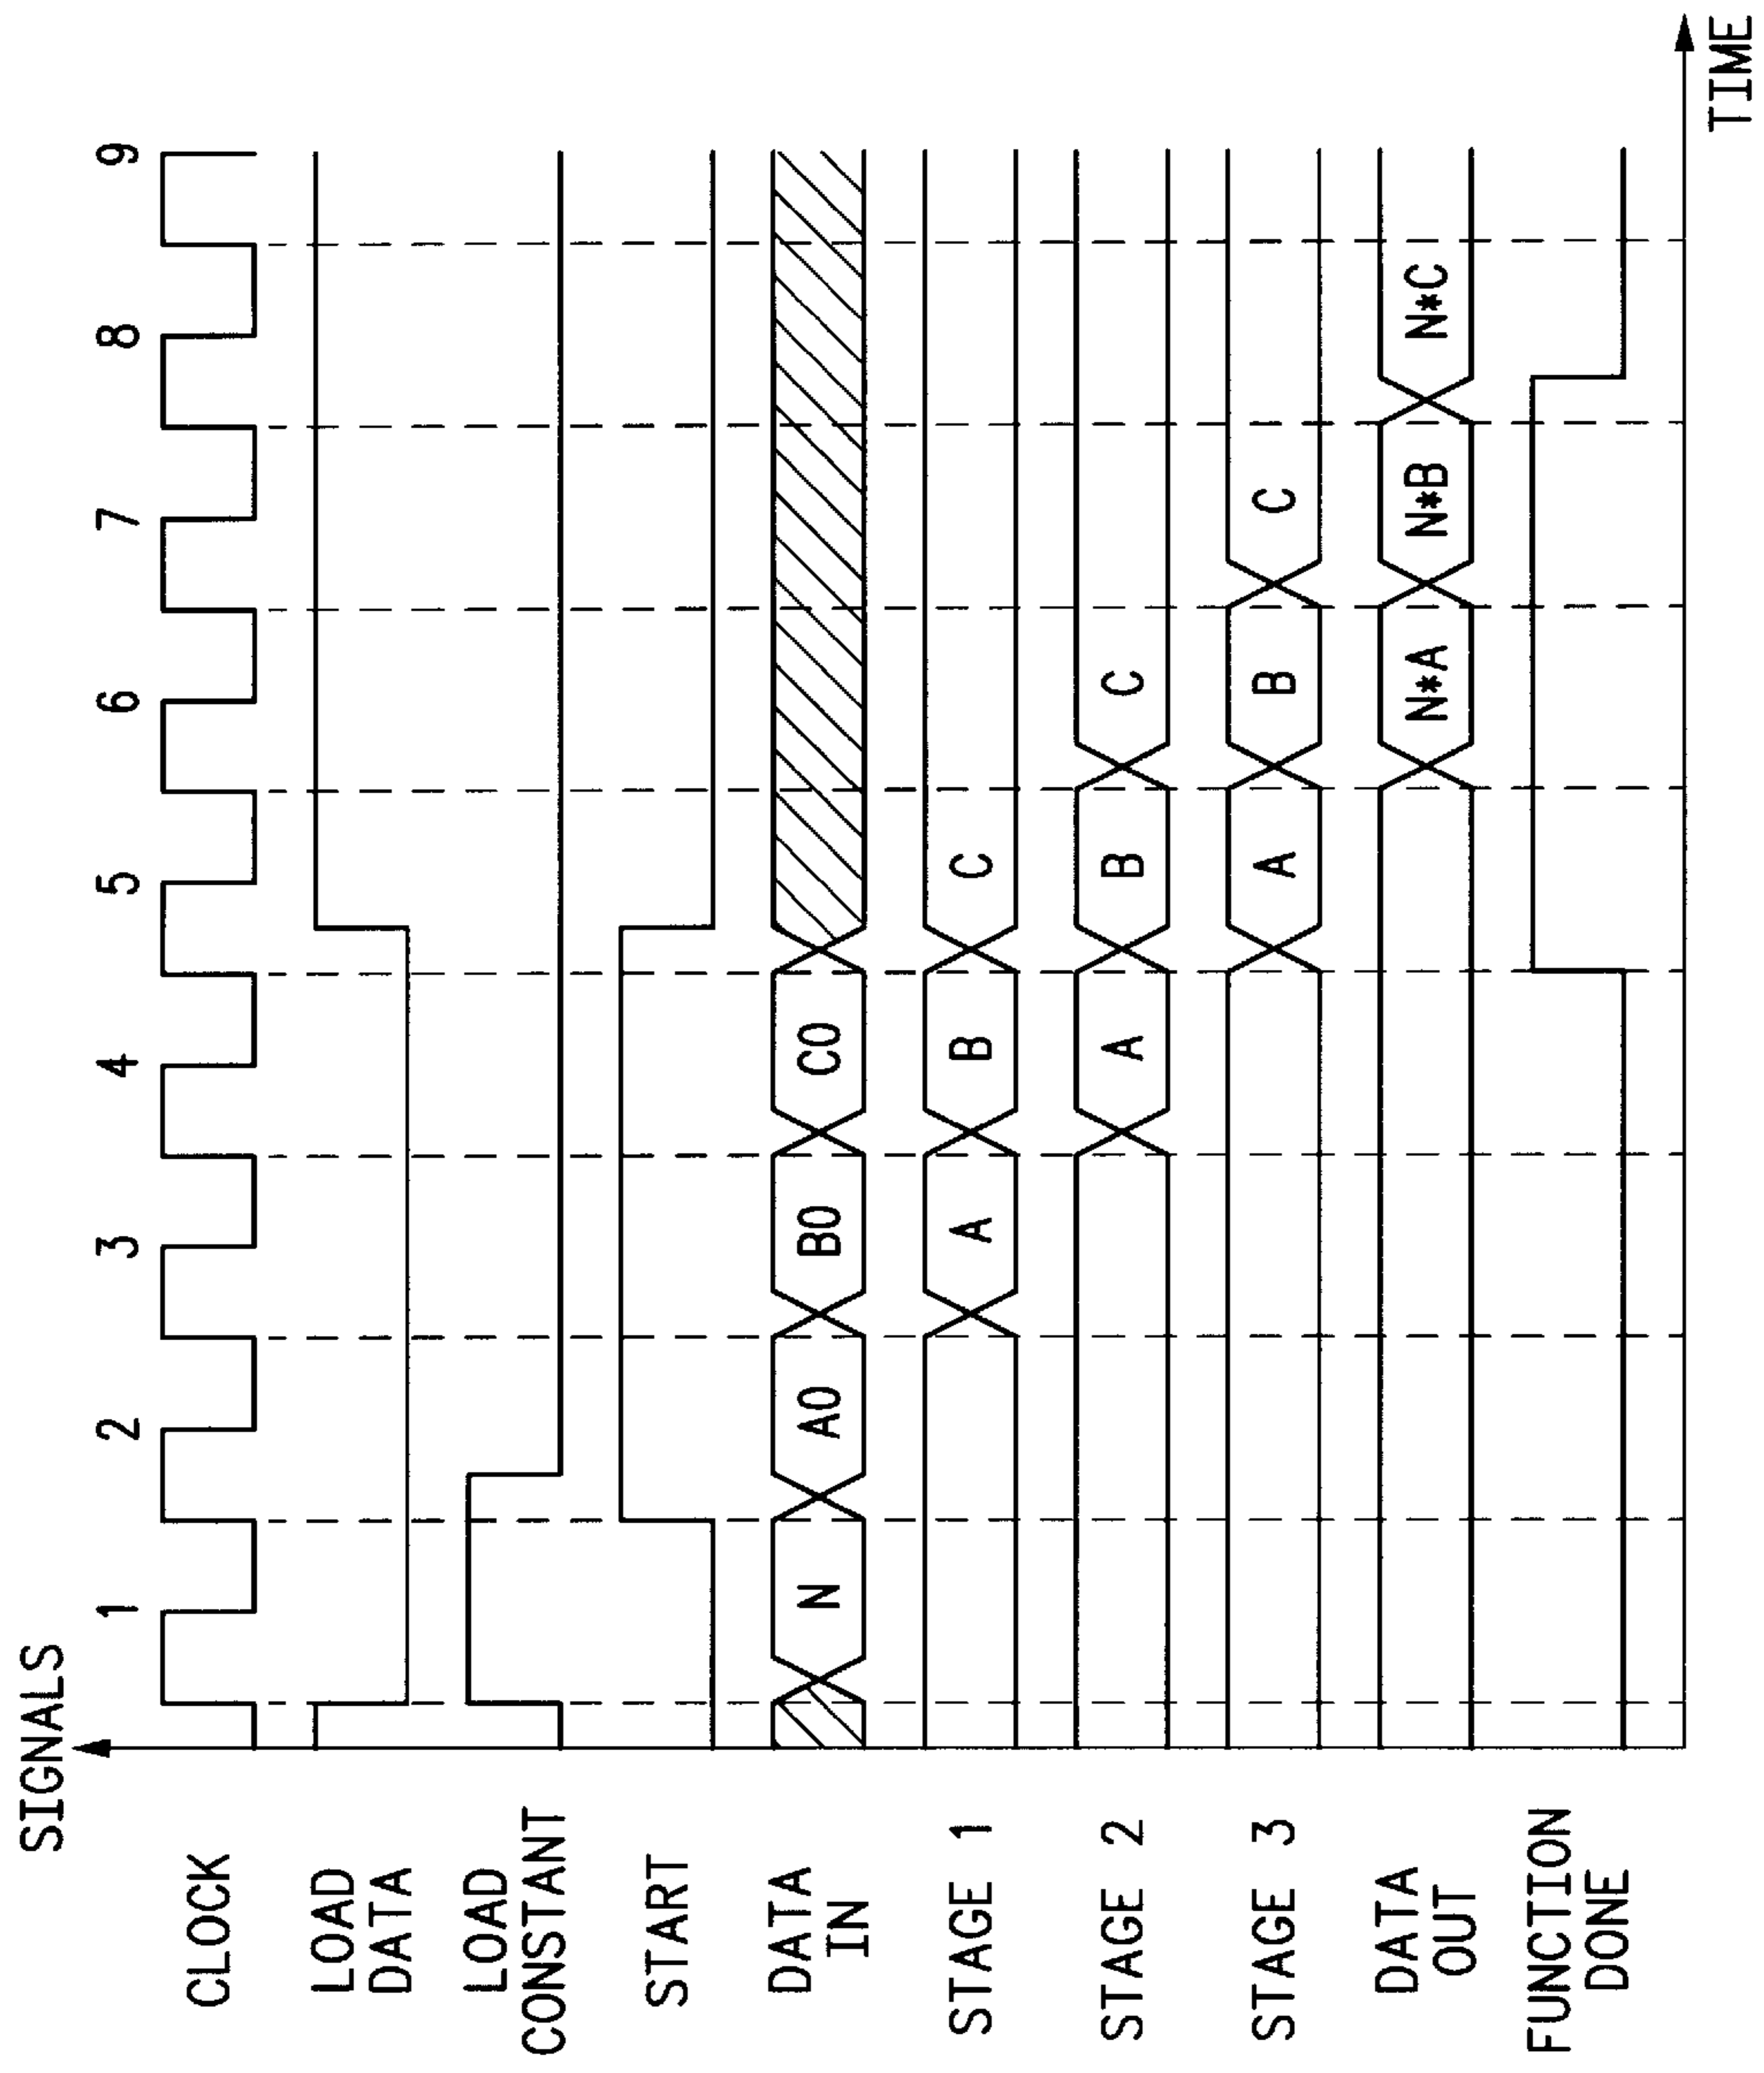 SIGNALS
1 2 3 4 5 6 7 8 9
CLOCK
LOAD
DATA
LOAD
CONSTANT
START
DATA
IN
N A0 B0 C0
STAGE 1
A B C
STAGE 2
A B C
STAGE 3
A B C
DATA
OUT
N*A N*B N*C
FUNCTION
DONE
TIME